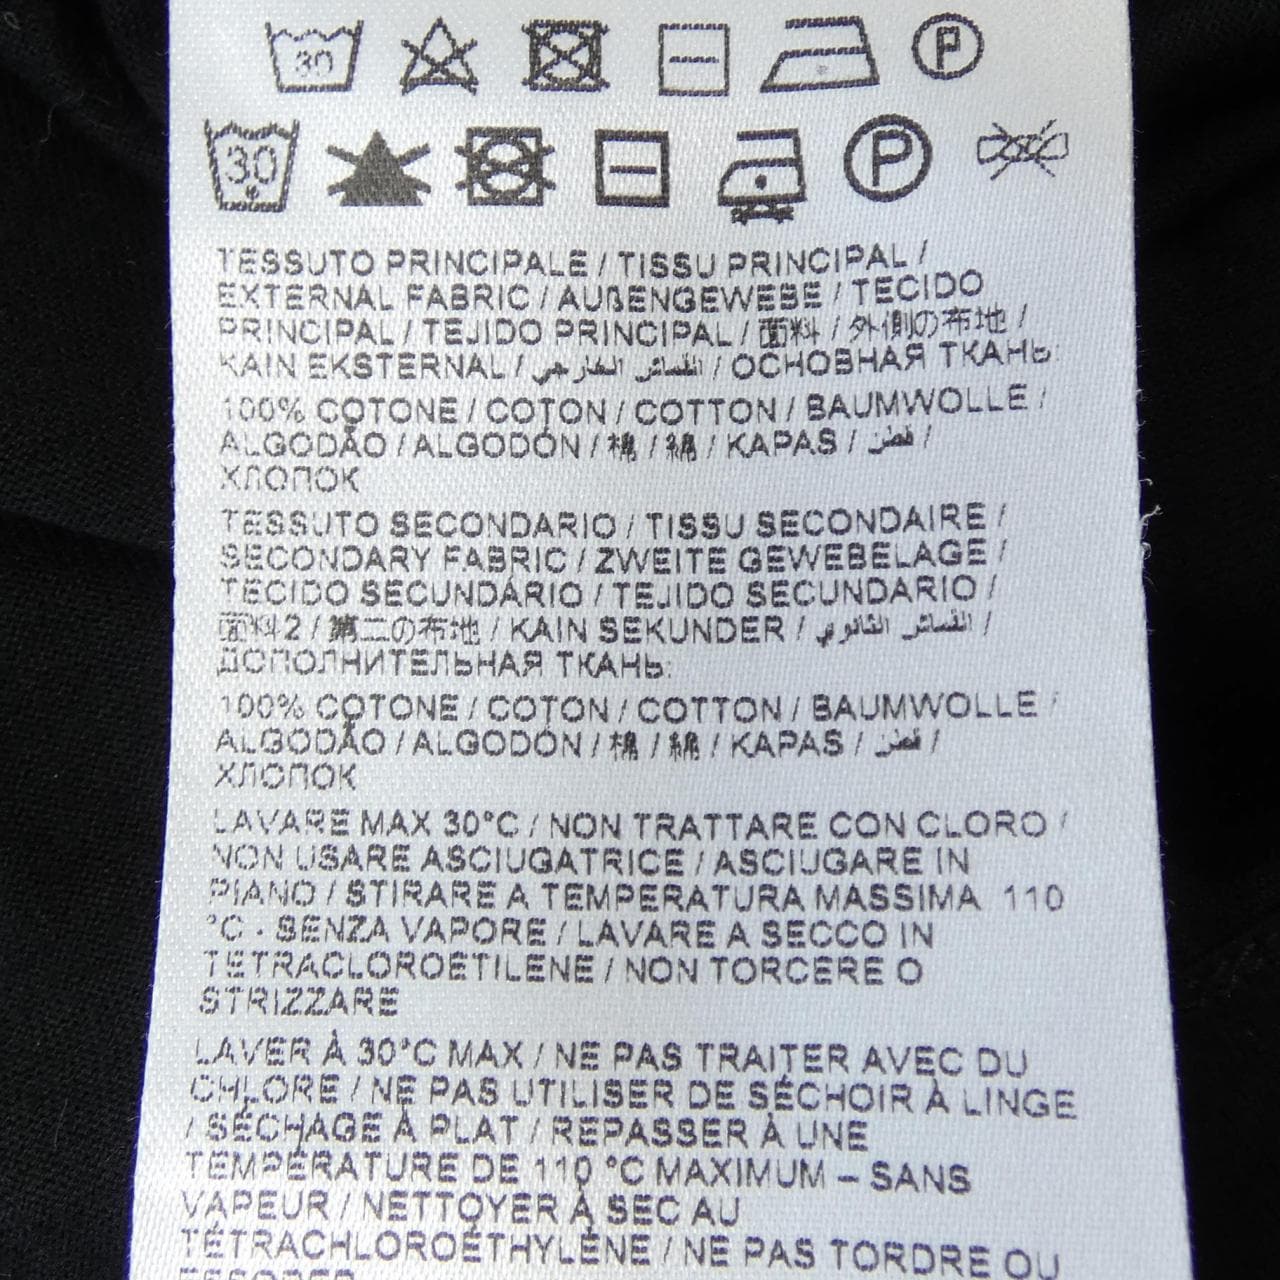 30
P
30
P
TESSUTO PRINCIPALE / TISSU PRINCIPAL /
EXTERNAL FABRIC / AUßENGEWEBE / TECIDO
PRINCIPAL / TEJIDO PRINCIPAL / 面料 / 外側の布地 /
KAIN EKSTERNAL / القماش الخارجي / ОСНОВНАЯ ТКАНЬ:
100% COTONE / COTON / COTTON / BAUMWOLLE /
ALGODÃO / ALGODÓN / 棉 / 綿 / KAPAS / قطن /
ХЛОПОК
TESSUTO SECONDARIO / TISSU SECONDAIRE /
SECONDARY FABRIC / ZWEITE GEWEBELAGE /
TECIDO SECUNDÁRIO / TEJIDO SECUNDARIO /
面料2 / 第二の布地 / KAIN SEKUNDER / القماش الثانوي /
ДОПОЛНИТЕЛЬНАЯ ТКАНЬ:
100% COTONE / COTON / COTTON / BAUMWOLLE /
ALGODÃO / ALGODÓN / 棉 / 綿 / KAPAS / قطن /
ХЛОПОК
LAVARE MAX 30°C / NON TRATTARE CON CLORO /
NON USARE ASCIUGATRICE / ASCIUGARE IN
PIANO / STIRARE A TEMPERATURA MASSIMA 110
°C - SENZA VAPORE / LAVARE A SECCO IN
TETRACLOROETILENE / NON TORCERE O
STRIZZARE
LAVER À 30°C MAX / NE PAS TRAITER AVEC DU
CHLORE / NE PAS UTILISER DE SÉCHOIR À LINGE
/ SÉCHAGE À PLAT / REPASSER À UNE
TEMPÉRATURE DE 110 °C MAXIMUM – SANS
VAPEUR / NETTOYER À SEC AU
TÉTRACHLOROÉTHYLÈNE / NE PAS TORDRE OU